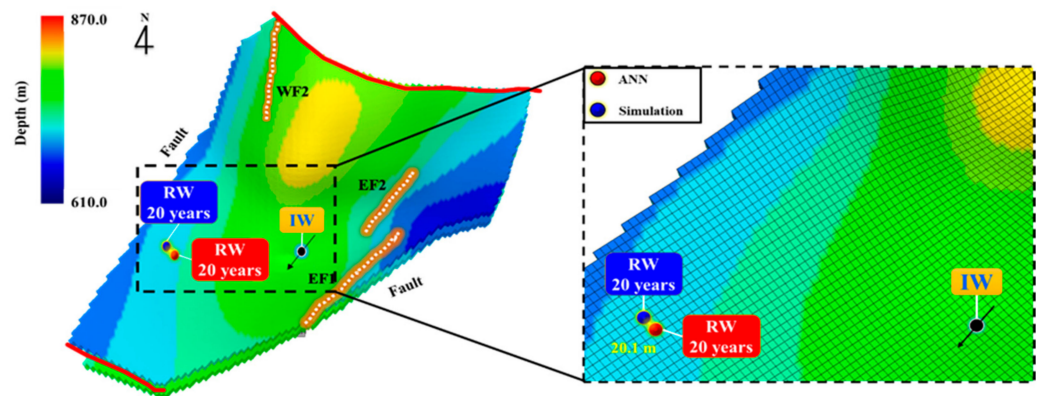 870.0
Depth (m)
610.0
N
WF2
Fault
EF2
RW
20 years
IW
RW
20 years
EF1
Fault
ANN
Simulation
RW
20 years
IW
RW
20 years
20.1 m